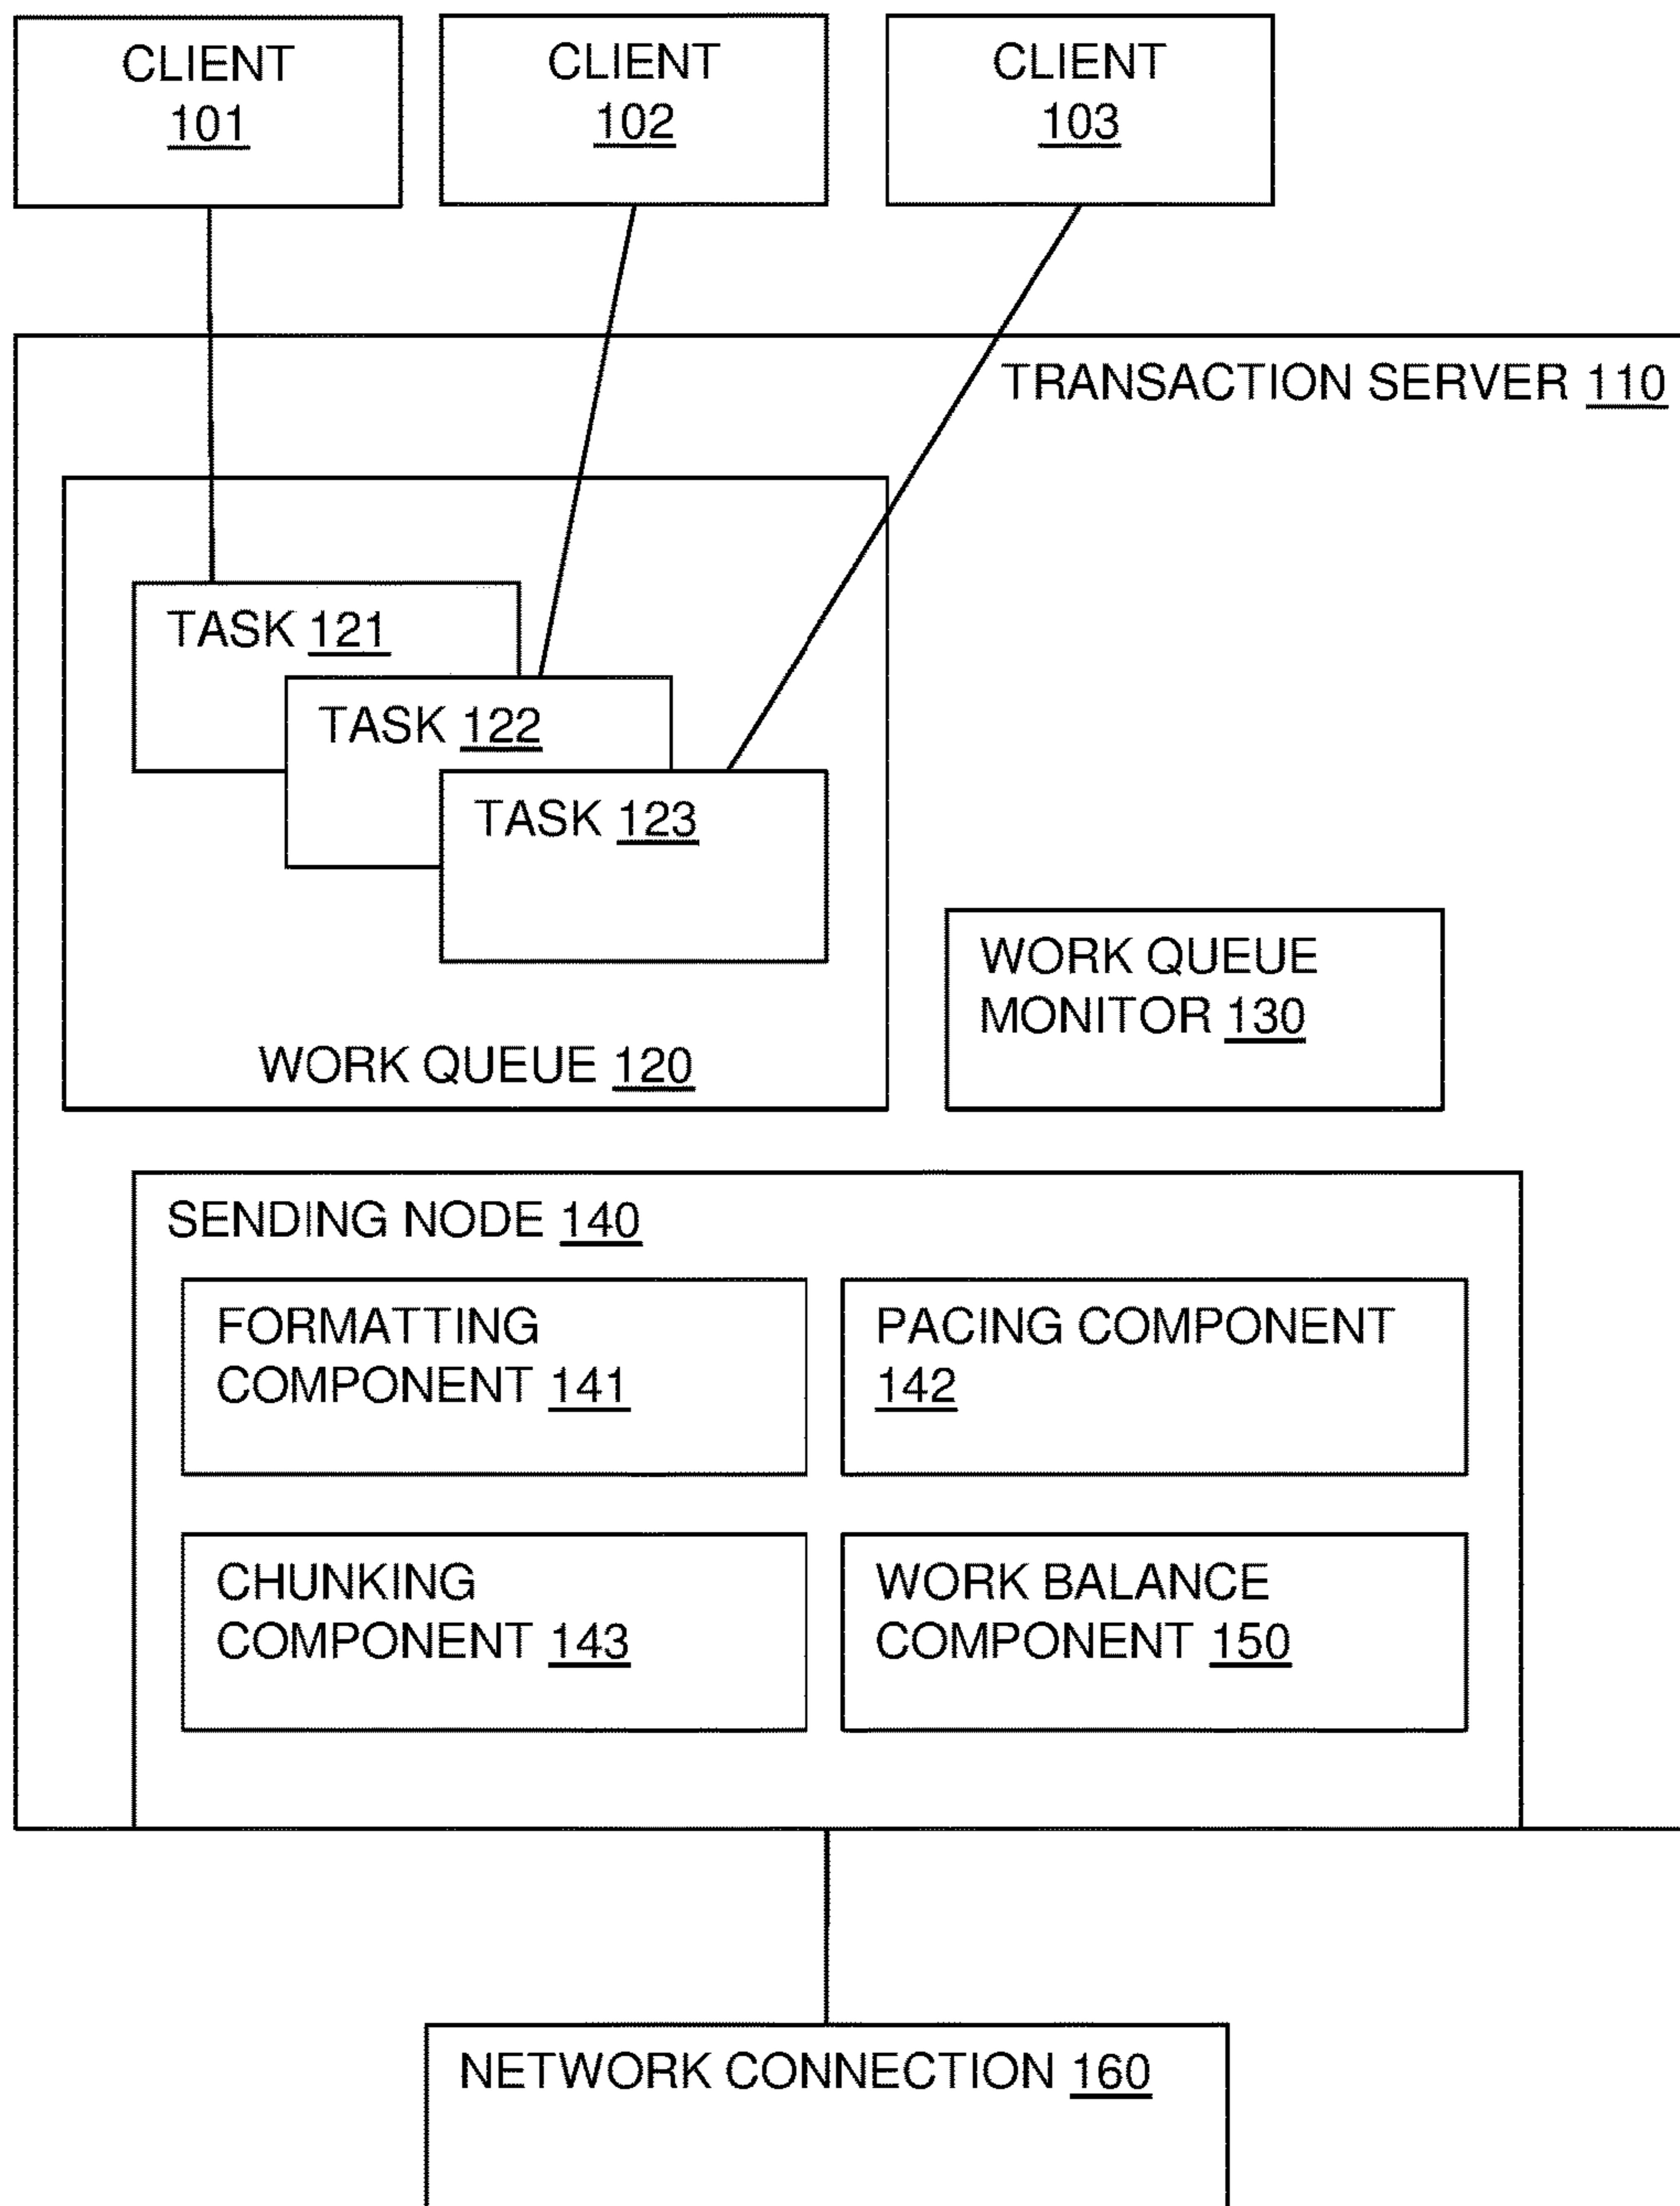 CLIENT
101
CLIENT
102
CLIENT
103
TRANSACTION SERVER 110
TASK 121
TASK 122
TASK 123
WORK QUEUE 120
WORK QUEUE
MONITOR 130
SENDING NODE 140
FORMATTING
COMPONENT 141
PACING COMPONENT
142
CHUNKING
COMPONENT 143
WORK BALANCE
COMPONENT 150
NETWORK CONNECTION 160